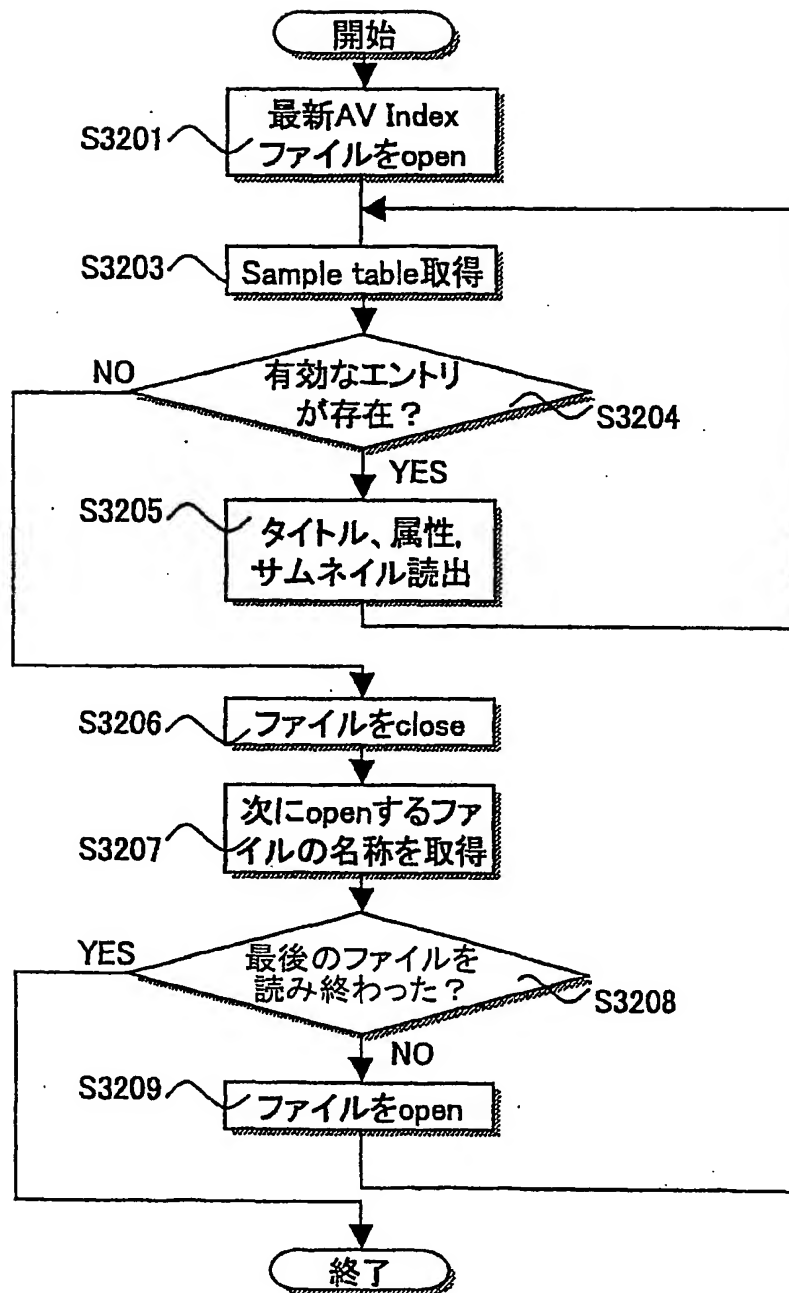 開始
S3201
最新AV Index
ファイルをopen
S3203
Sample table取得
NO
有効なエントリ
が存在？
S3204
YES
S3205
タイトル、属性,
サムネイル読出
S3206
ファイルをclose
次にopenするファ
イルの名称を取得
S3207
YES
最後のファイルを
読み終わった？
S3208
NO
S3209
ファイルをopen
終了